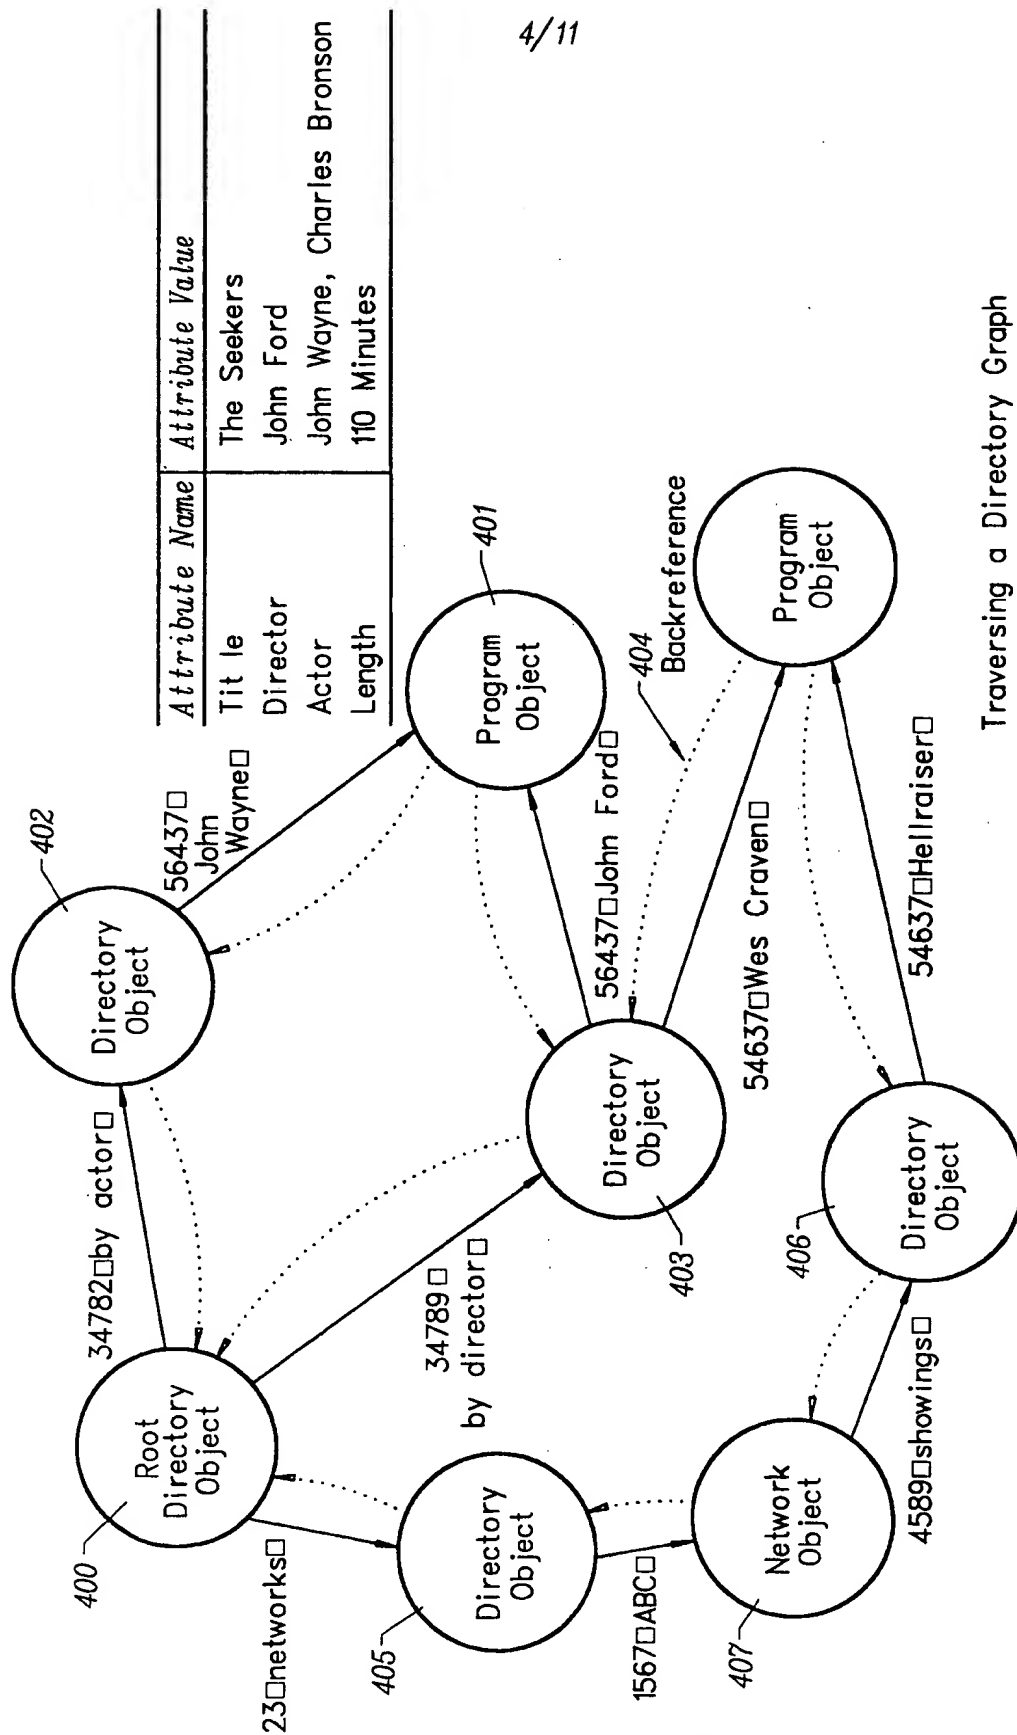 4/11
Attribute Name Attribute Value
Tit le The Seekers
Director John Ford
Actor John Wayne, Charles Bronson
Length 110 Minutes
402
Directory
Object
56437□
John
Wayne□
401
Program
Object
34782□by actor□
400
Root
Directory
Object
34789□
by director□
403
Directory
Object
56437□John Ford□
404
Backreference
Program
Object
54637□Wes Craven□
23□networks□
405
Directory
Object
1567□ABC□
407
Network
Object
4589□showings□
406
Directory
Object
54637□Hellraiser□
Traversing a Directory Graph